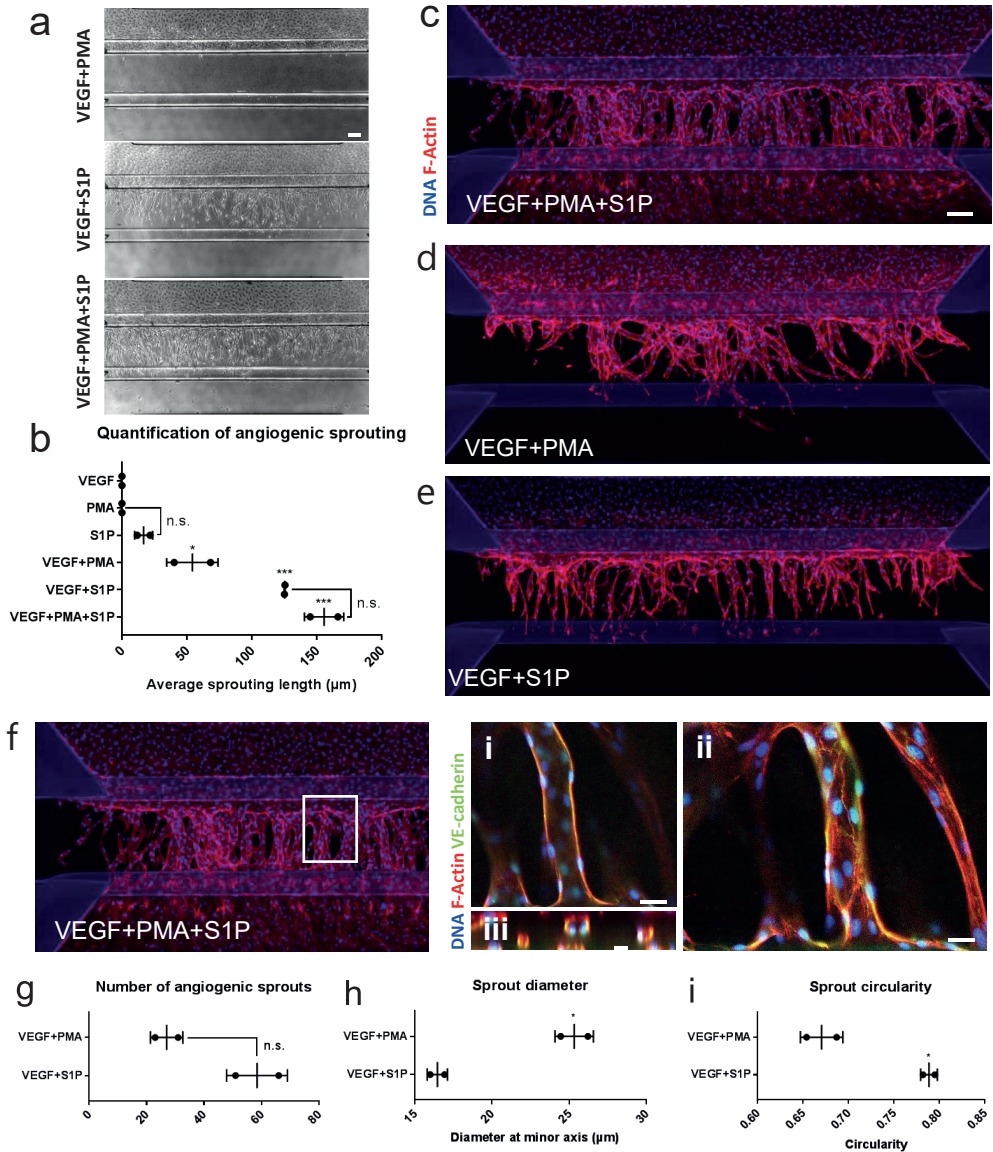 a
VEGF+PMA
VEGF+S1P
VEGF+PMA+S1P
b
Quantification of angiogenic sprouting
VEGF
PMA
n.s.
S1P
*
VEGF+PMA
***
VEGF+S1P
***
n.s.
VEGF+PMA+S1P
0
50
100
150
200
Average sprouting length (µm)
c
DNA F-Actin
VEGF+PMA+S1P
d
VEGF+PMA
e
VEGF+S1P
f
VEGF+PMA+S1P
DNA F-Actin VE-cadherin
i
ii
iii
g
Number of angiogenic sprouts
VEGF+PMA
n.s.
VEGF+S1P
0
20
40
60
80
h
Sprout diameter
*
VEGF+PMA
VEGF+S1P
15
20
25
30
Diameter at minor axis (µm)
i
Sprout circularity
VEGF+PMA
*
VEGF+S1P
0.60
0.65
0.70
0.75
0.80
0.85
Circularity